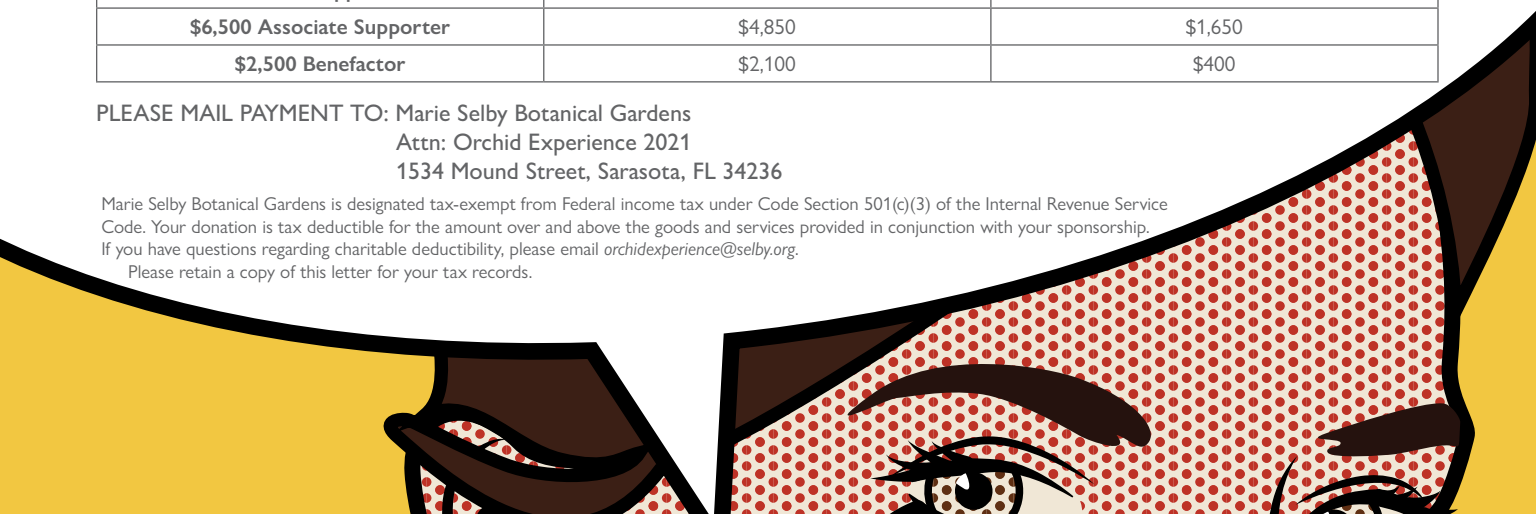 $6,500 Associate Supporter $4,850 $1,650
$2,500 Benefactor $2,100 $400
PLEASE MAIL PAYMENT TO: Marie Selby Botanical Gardens
Attn: Orchid Experience 2021
1534 Mound Street, Sarasota, FL 34236
Marie Selby Botanical Gardens is designated tax-exempt from Federal income tax under Code Section 501(c)(3) of the Internal Revenue Service
Code. Your donation is tax deductible for the amount over and above the goods and services provided in conjunction with your sponsorship.
If you have questions regarding charitable deductibility, please email orchidexperience@selby.org.
Please retain a copy of this letter for your tax records.